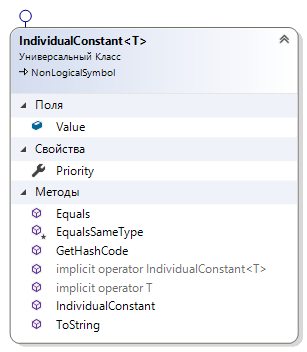 IndividualConstant<T>
Универсальный Класс
NonLogicalSymbol
Поля
Value
Свойства
Priority
Методы
Equals
EqualsSameType
GetHashCode
implicit operator IndividualConstant<T>
implicit operator T
IndividualConstant
ToString